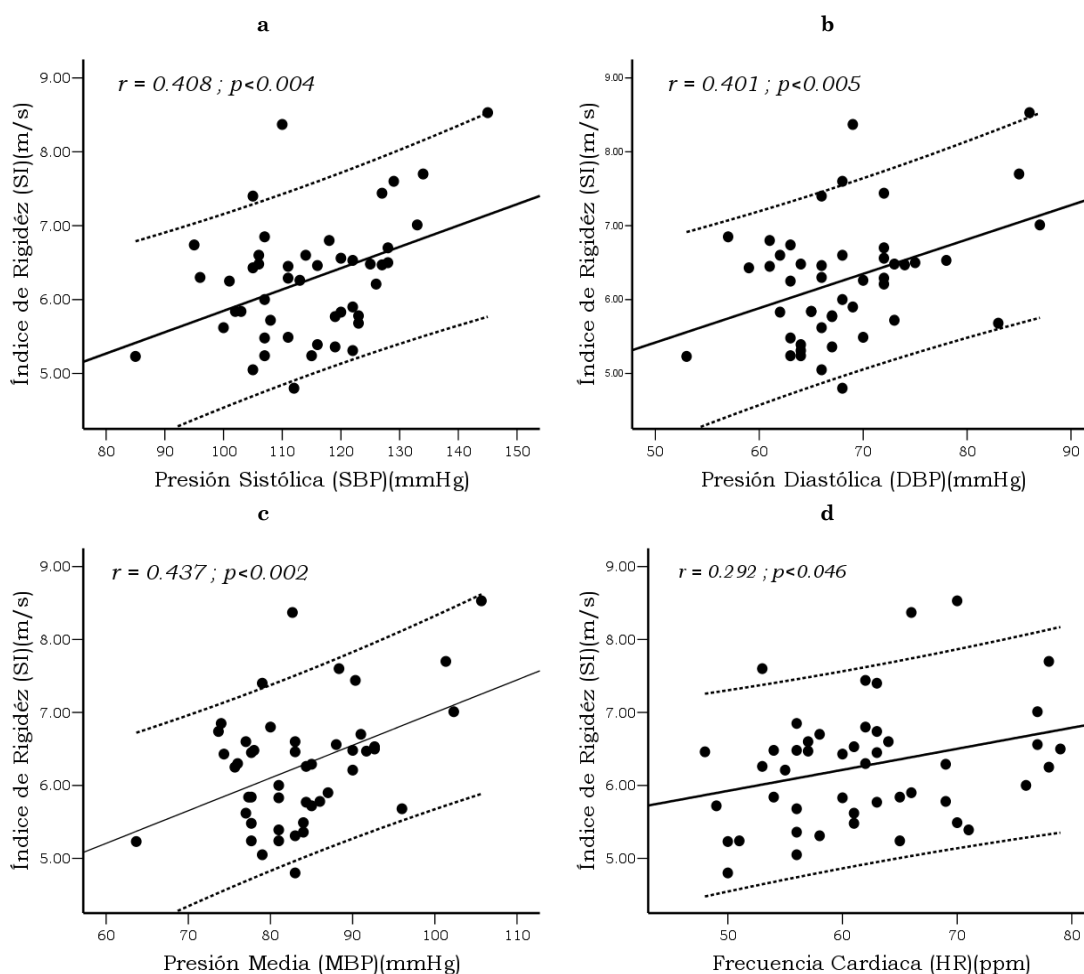 a
r = 0.408 ; p<0.004
Índice de Rigidéz (SI)(m/s)
9.00
8.00
7.00
6.00
5.00
80 90 100 110 120 130 140 150
Presión Sistólica (SBP)(mmHg)
b
r = 0.401 ; p<0.005
Índice de Rigidéz (SI)(m/s)
9.00
8.00
7.00
6.00
5.00
50 60 70 80 90
Presión Diastólica (DBP)(mmHg)
c
r = 0.437 ; p<0.002
Índice de Rigidéz (SI)(m/s)
9.00
8.00
7.00
6.00
5.00
60 70 80 90 100 110
Presión Media (MBP)(mmHg)
d
r = 0.292 ; p<0.046
Índice de Rigidéz (SI)(m/s)
9.00
8.00
7.00
6.00
5.00
50 60 70 80
Frecuencia Cardiaca (HR)(ppm)